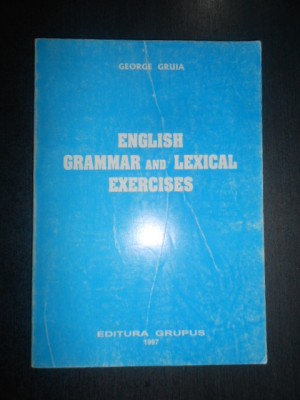 GEORGE GRUIA
ENGLISH
GRAMMAR AND LEXICAL
EXERCISES
EDITURA GRUPUS
1997